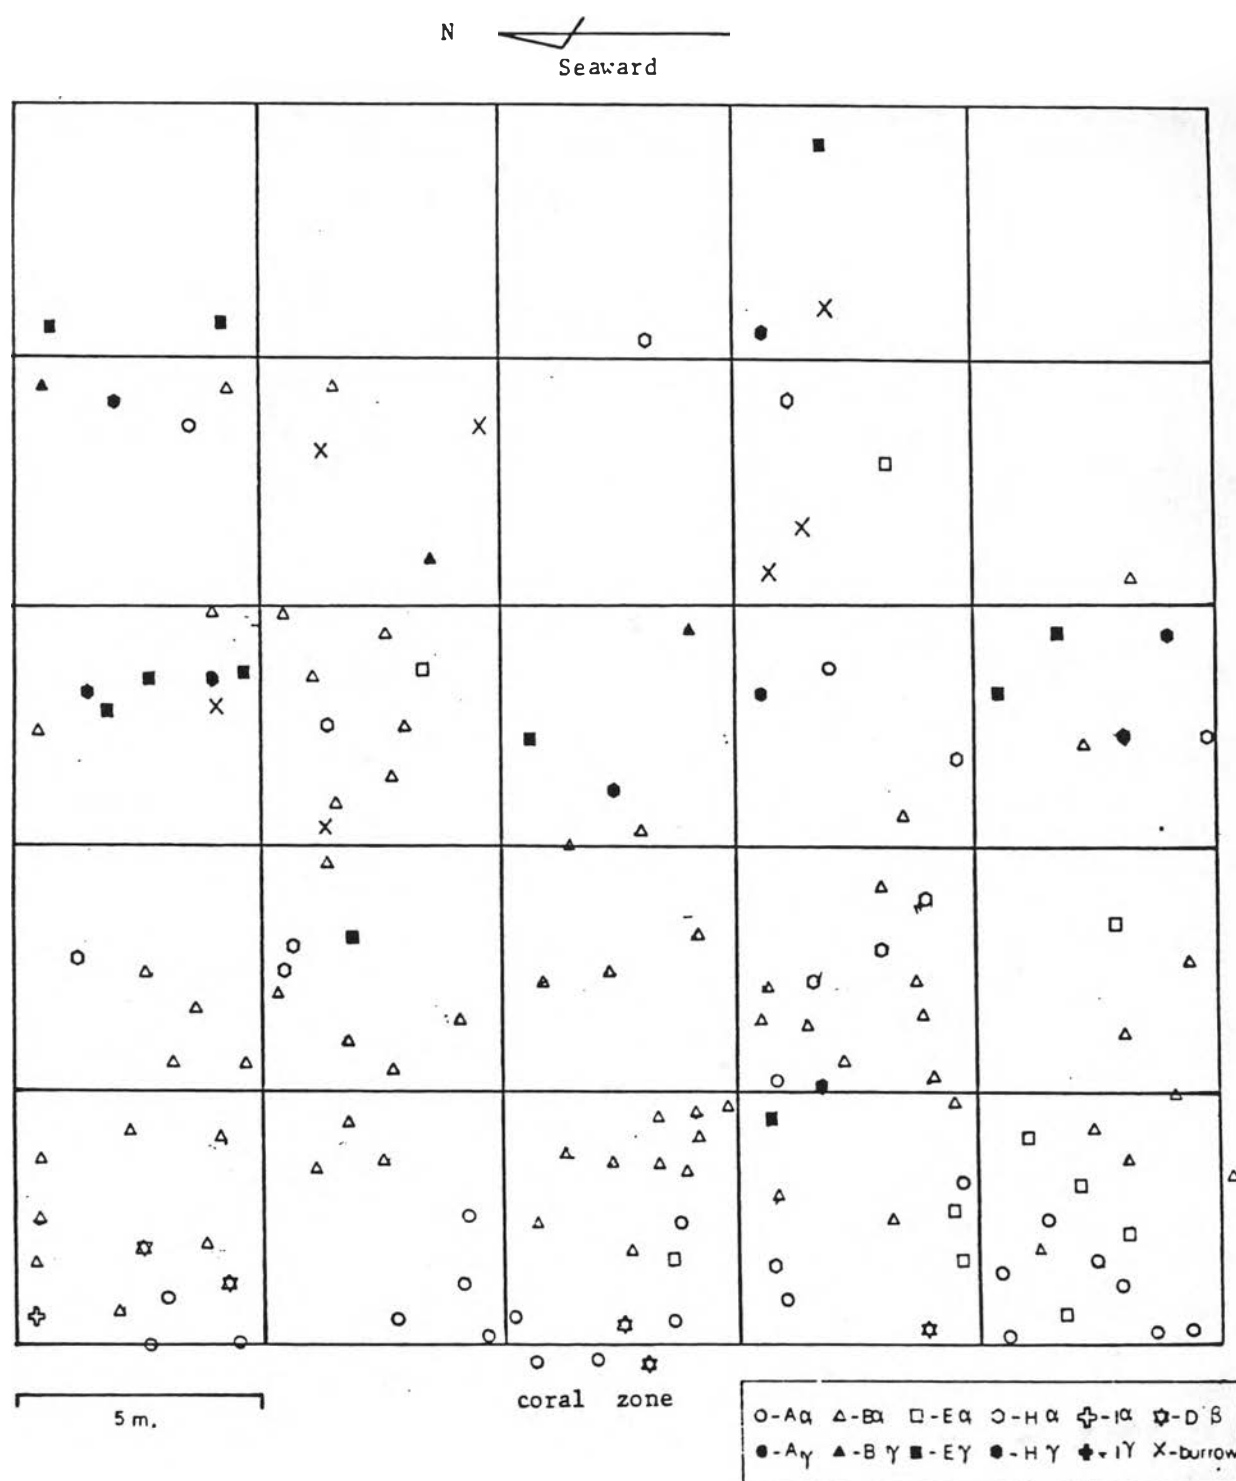 N
Seaward
coral zone
5 m.
O-Aα △-Bα □-Eα ⬡-Hα ✚-Iα ✡-Dβ
●-Aγ ▲-Bγ ■-Eγ ⬢-Hγ ✚-Iγ X-burrow